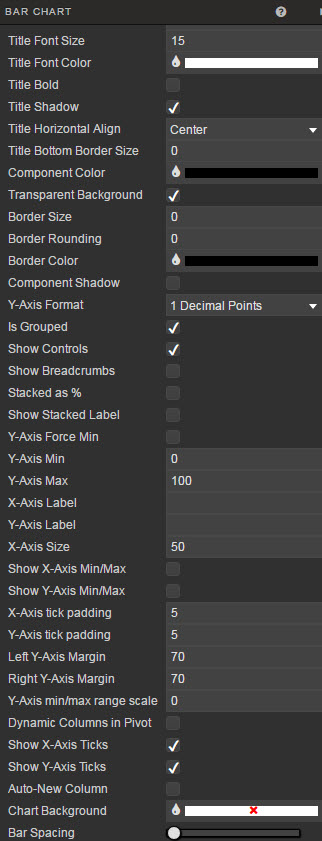 BAR CHART ?
Title Font Size 15
Title Font Color
Title Bold
Title Shadow
Title Horizontal Align Center
Title Bottom Border Size 0
Component Color
Transparent Background
Border Size 0
Border Rounding 0
Border Color
Component Shadow
Y-Axis Format 1 Decimal Points
Is Grouped
Show Controls
Show Breadcrumbs
Stacked as %
Show Stacked Label
Y-Axis Force Min
Y-Axis Min 0
Y-Axis Max 100
X-Axis Label
Y-Axis Label
X-Axis Size 50
Show X-Axis Min/Max
Show Y-Axis Min/Max
X-Axis tick padding 5
Y-Axis tick padding 5
Left Y-Axis Margin 70
Right Y-Axis Margin 70
Y-Axis min/max range scale 0
Dynamic Columns in Pivot
Show X-Axis Ticks
Show Y-Axis Ticks
Auto-New Column
Chart Background
Bar Spacing